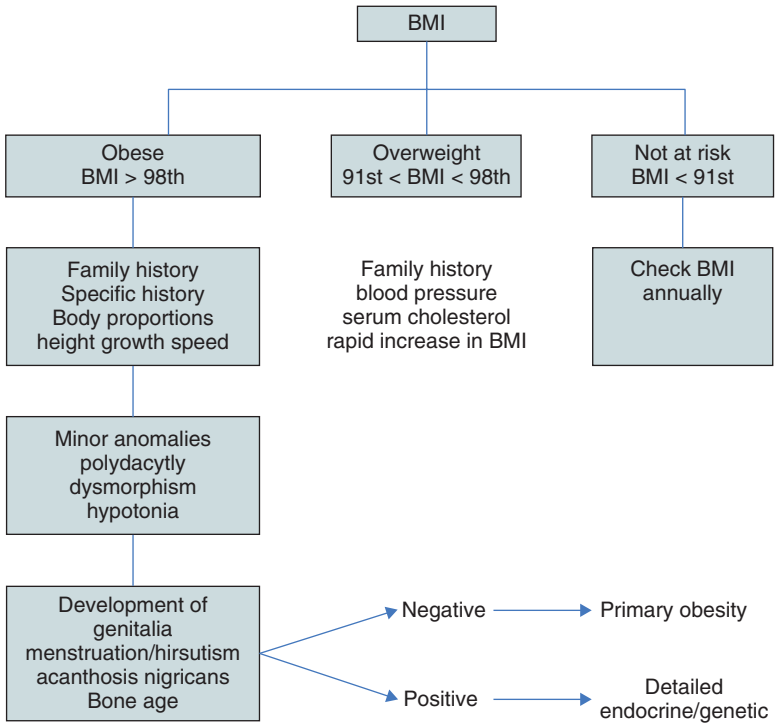 BMI
Obese
BMI > 98th
Overweight
91st < BMI < 98th
Not at risk
BMI < 91st
Family history
Specific history
Body proportions
height growth speed
Family history
blood pressure
serum cholesterol
rapid increase in BMI
Check BMI
annually
Minor anomalies
polydacytly
dysmorphism
hypotonia
Development of
genitalia
menstruation/hirsutism
acanthosis nigricans
Bone age
Negative
Primary obesity
Positive
Detailed
endocrine/genetic